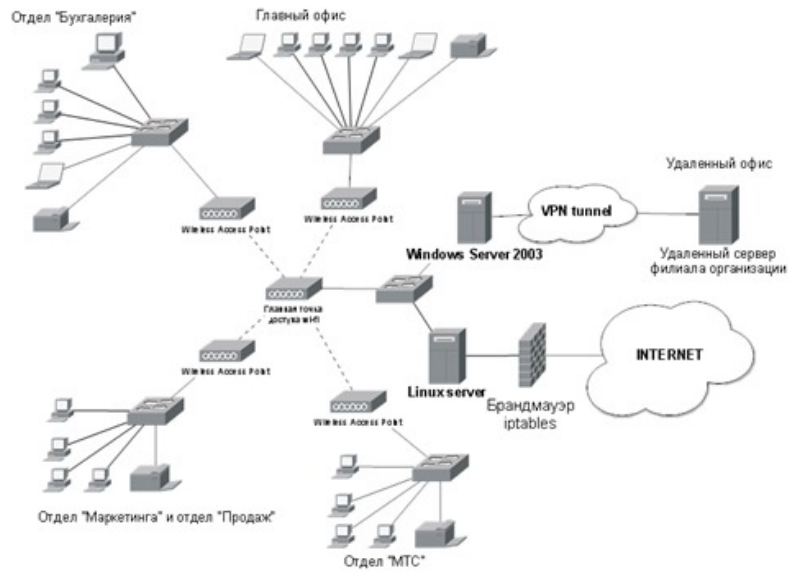 Отдел "Бухгалерия"
Главный офис
Удаленный офис
Wireless Access Point
Wireless Access Point
VPN tunnel
Windows Server 2003
Удаленный сервер
филиала организации
Главная точка
доступа wi-fi
INTERNET
Wireless Access Point
Linux server
Брандмауэр
iptables
Wireless Access Point
Отдел "Маркетинга" и отдел "Продаж"
Отдел "МТС"